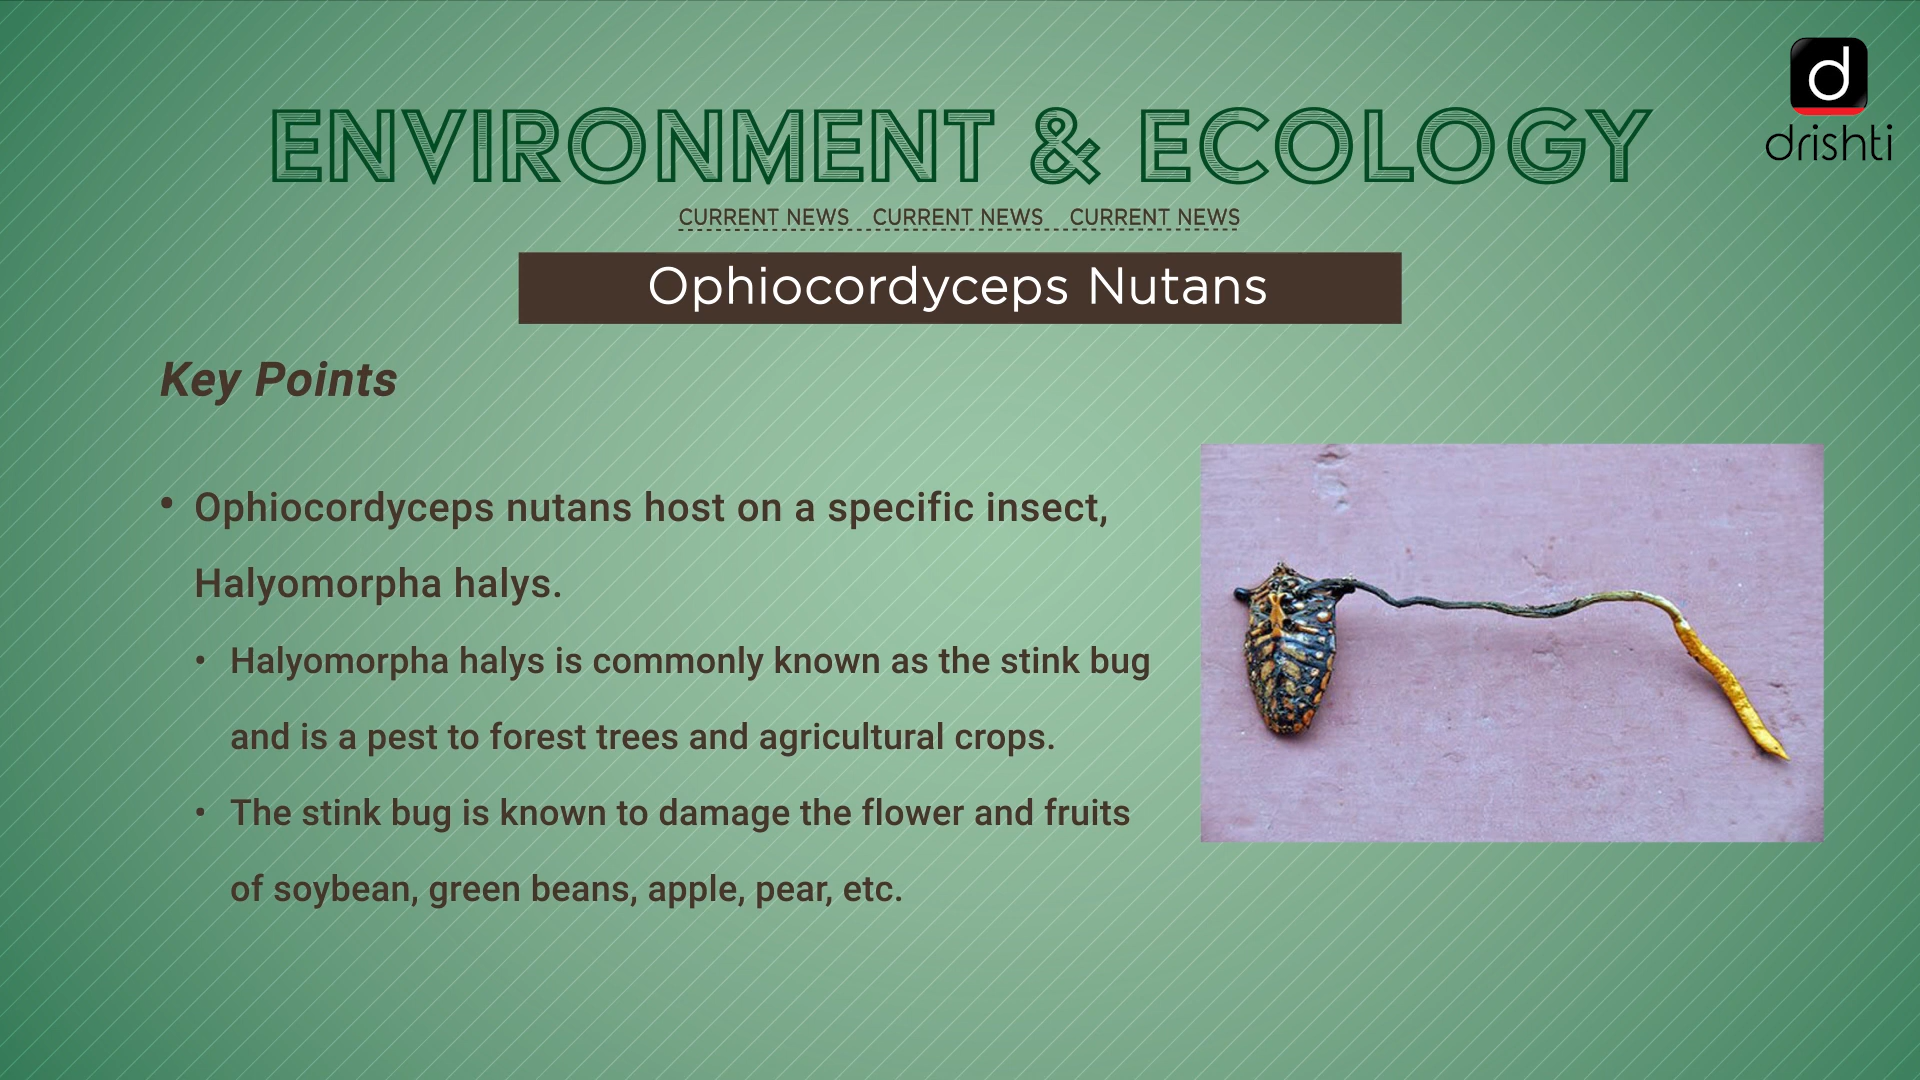 d
drishti
ENVIRONMENT & ECOLOGY
CURRENT NEWS CURRENT NEWS CURRENT NEWS
Ophiocordyceps Nutans
Key Points
• Ophiocordyceps nutans host on a specific insect,
Halyomorpha halys.
• Halyomorpha halys is commonly known as the stink bug
and is a pest to forest trees and agricultural crops.
• The stink bug is known to damage the flower and fruits
of soybean, green beans, apple, pear, etc.